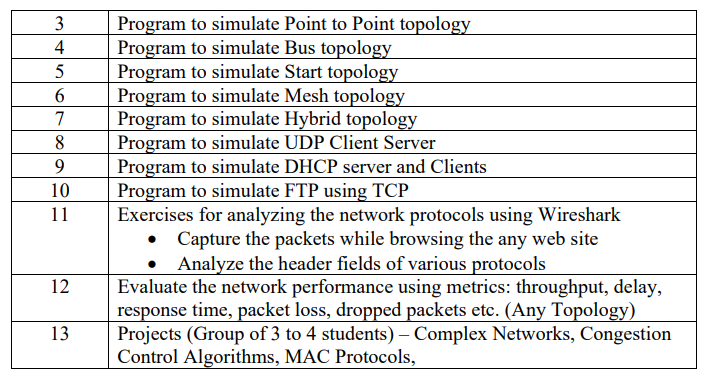 3 Program to simulate Point to Point topology
4 Program to simulate Bus topology
5 Program to simulate Start topology
6 Program to simulate Mesh topology
7 Program to simulate Hybrid topology
8 Program to simulate UDP Client Server
9 Program to simulate DHCP server and Clients
10 Program to simulate FTP using TCP
11 Exercises for analyzing the network protocols using Wireshark
• Capture the packets while browsing the any web site
• Analyze the header fields of various protocols
12 Evaluate the network performance using metrics: throughput, delay,
response time, packet loss, dropped packets etc. (Any Topology)
13 Projects (Group of 3 to 4 students) – Complex Networks, Congestion
Control Algorithms, MAC Protocols,